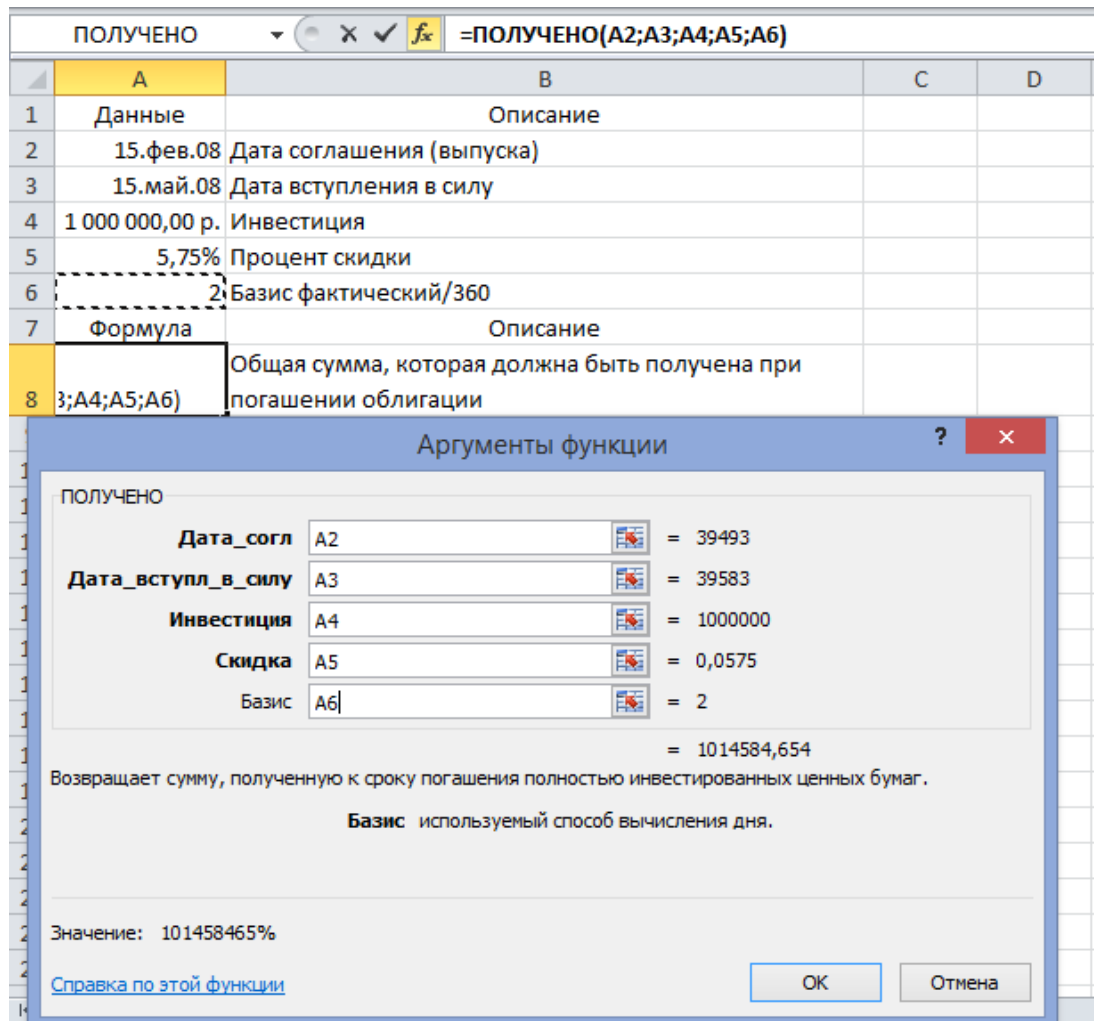 ПОЛУЧЕНО fx =ПОЛУЧЕНО(A2;A3;A4;A5;A6)
A B C D
1 Данные Описание
2 15.фев.08 Дата соглашения (выпуска)
3 15.май.08 Дата вступления в силу
4 1 000 000,00 р. Инвестиция
5 5,75% Процент скидки
6 2 Базис фактический/360
7 Формула Описание
Общая сумма, которая должна быть получена при
8 3;A4;A5;A6) погашении облигации
Аргументы функции ?
ПОЛУЧЕНО
Дата_согл A2 = 39493
Дата_вступл_в_силу A3 = 39583
Инвестиция A4 = 1000000
Скидка A5 = 0,0575
Базис A6 = 2
= 1014584,654
Возвращает сумму, полученную к сроку погашения полностью инвестированных ценных бумаг.
Базис используемый способ вычисления дня.
Значение: 101458465%
Справка по этой функции OK Отмена